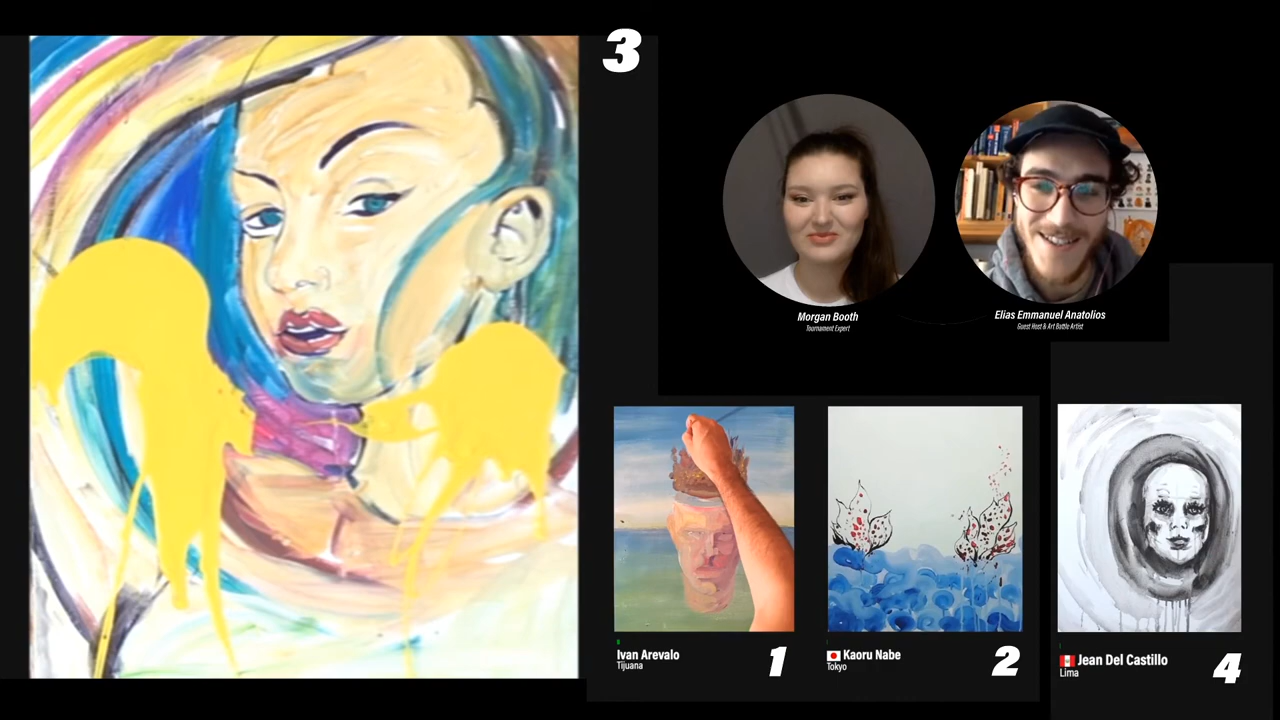 3
Morgan Booth
Tournament Expert
Elias Emmanuel Anatolios
Guest Host & Art Battle Artist
Ivan Arevalo
Tijuana
1
Kaoru Nabe
Tokyo
2
Jean Del Castillo
Lima
4